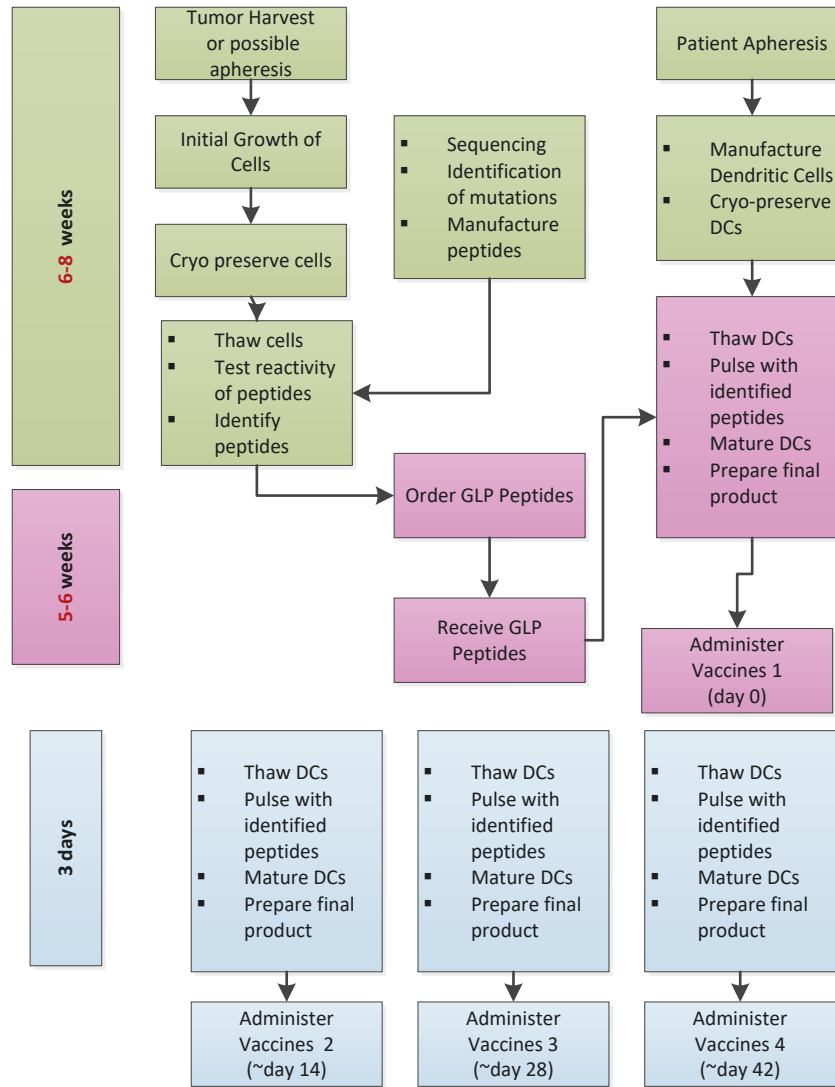 6-8 weeks
Tumor Harvest
or possible
apheresis
Initial Growth of
Cells
Cryo preserve cells
▪ Thaw cells
▪ Test reactivity
of peptides
▪ Identify
peptides
▪ Sequencing
▪ Identification
of mutations
▪ Manufacture
peptides
Patient Apheresis
▪ Manufacture
Dendritic Cells
▪ Cryo-preserve
DCs
▪ Thaw DCs
▪ Pulse with
identified
peptides
▪ Mature DCs
▪ Prepare final
product
5-6 weeks
Order GLP Peptides
Receive GLP
Peptides
Administer
Vaccines 1
(day 0)
3 days
▪ Thaw DCs
▪ Pulse with
identified
peptides
▪ Mature DCs
▪ Prepare final
product
▪ Thaw DCs
▪ Pulse with
identified
peptides
▪ Mature DCs
▪ Prepare final
product
▪ Thaw DCs
▪ Pulse with
identified
peptides
▪ Mature DCs
▪ Prepare final
product
Administer
Vaccines 2
(~day 14)
Administer
Vaccines 3
(~day 28)
Administer
Vaccines 4
(~day 42)